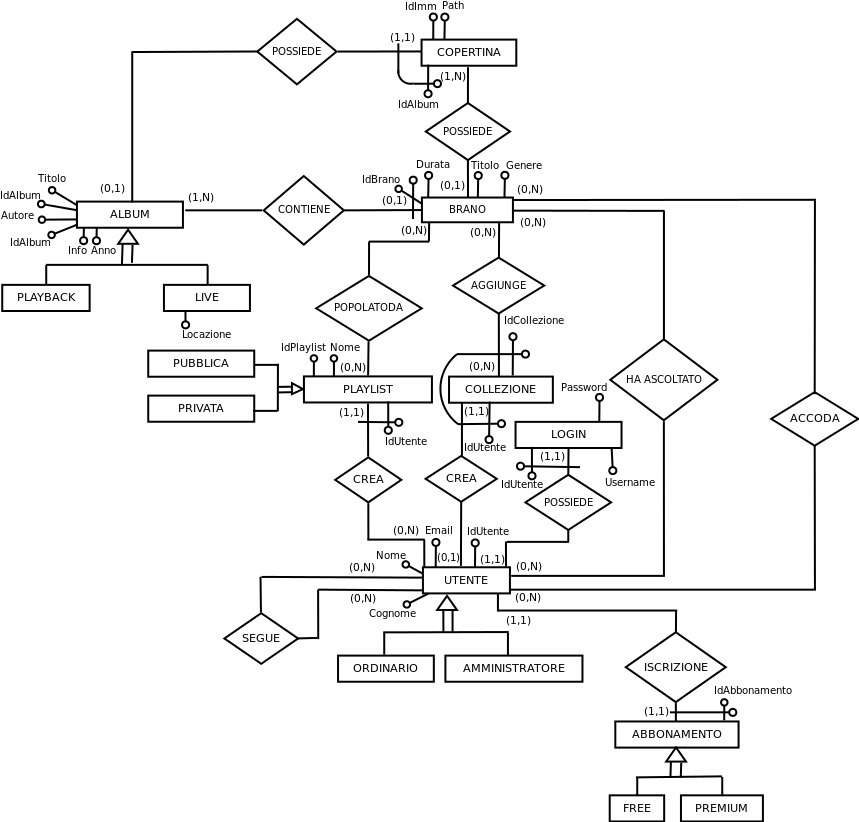 IdImm Path
(1,1)
POSSIEDE
COPERTINA
(1,N)
IdAlbum
POSSIEDE
Durata
Titolo
Genere
IdBrano
Titolo
(0,1)
(0,1)
(0,N)
IdAlbum
(1,N)
(0,1)
Autore
ALBUM
CONTIENE
BRANO
(0,N)
(0,N)
(0,N)
IdAlbum
Info Anno
PLAYBACK
LIVE
AGGIUNGE
POPOLATODA
Locazione
IdCollezione
IdPlaylist Nome
PUBBLICA
(0,N)
(0,N)
HA ASCOLTATO
PLAYLIST
COLLEZIONE
Password
PRIVATA
(1,1)
(1,1)
ACCODA
LOGIN
IdUtente
IdUtente
(1,1)
CREA
CREA
IdUtente
Username
POSSIEDE
(0,N)
Email
IdUtente
Nome
(0,1)
(1,1)
(0,N)
(0,N)
UTENTE
(0,N)
(0,N)
Cognome
(1,1)
SEGUE
ORDINARIO
AMMINISTRATORE
ISCRIZIONE
IdAbbonamento
(1,1)
ABBONAMENTO
FREE
PREMIUM